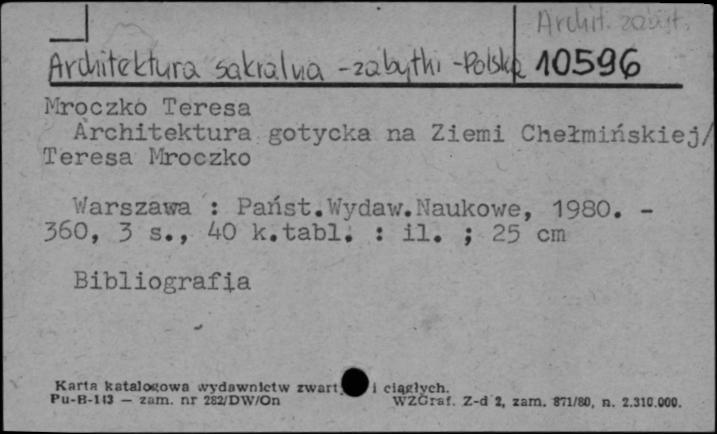 Archit. zabyt.
Architektura sakralna - zabytki - Polska 10596
Mroczko Teresa
Architektura gotycka na Ziemi Chełmińskiej/
Teresa Mroczko
Warszawa : Państ.Wydaw.Naukowe, 1980. -
360, 3 s., 40 k.tabl. : il. ; 25 cm
Bibliografia
Karta katalogowa wydawnictw zwart i ciągłych.
Pu-B-113 — zam. nr 282/DW/On WZGraf. Z-d 2, zam. 871/80, n. 2.310.000.